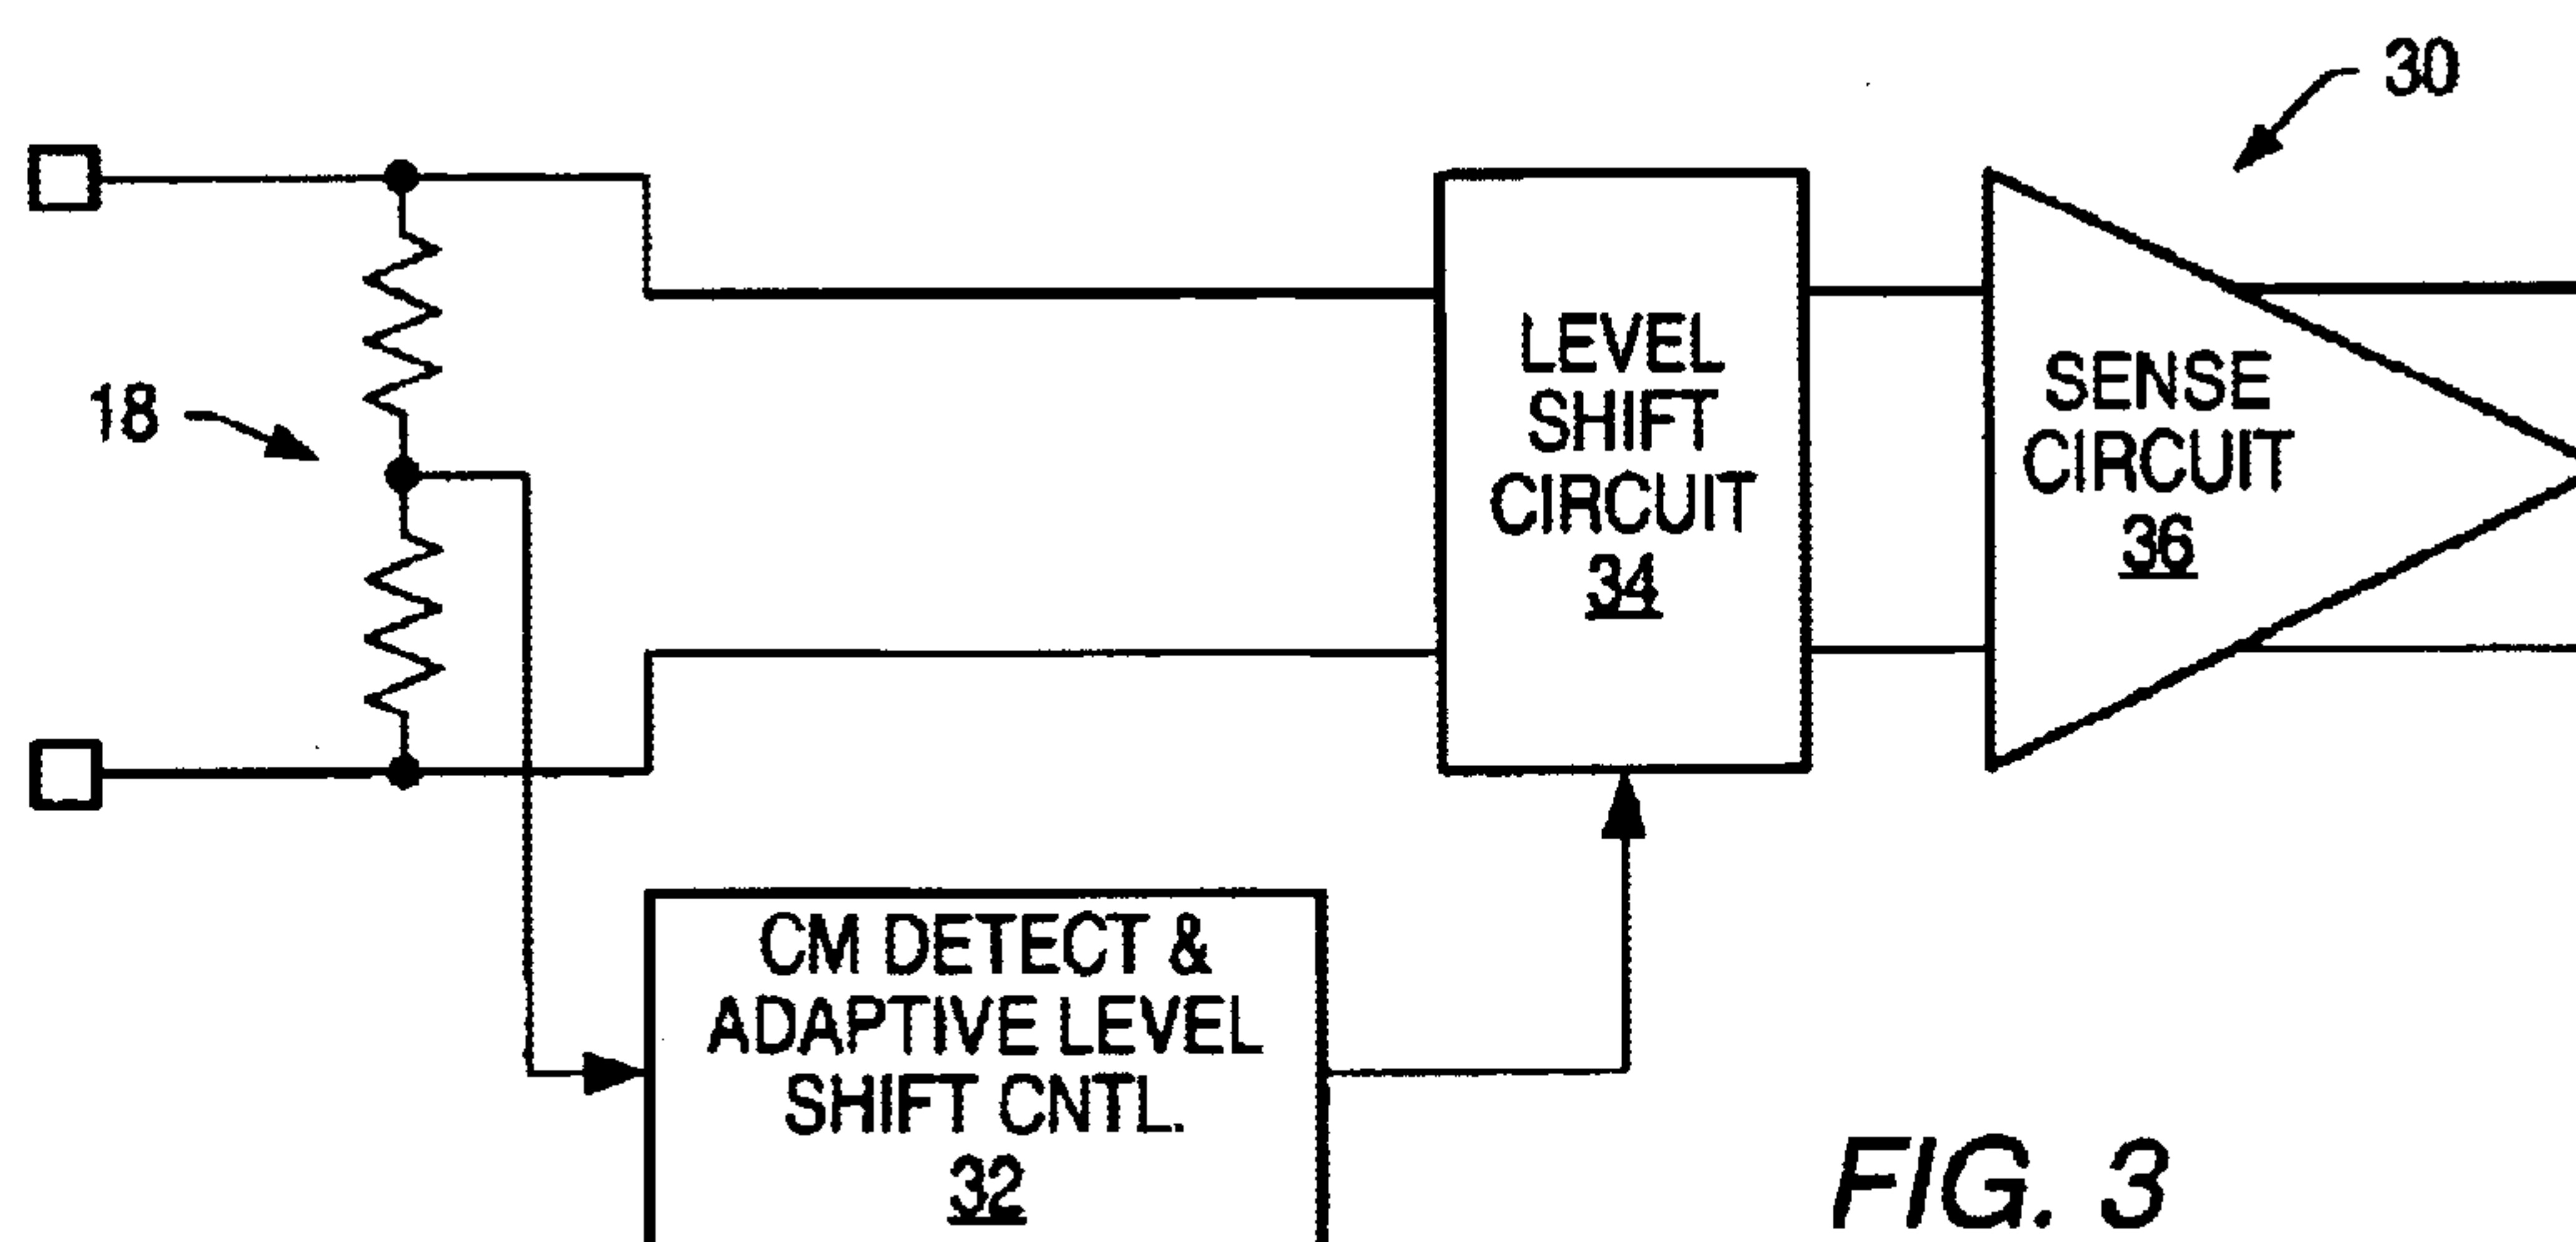 30
18
LEVEL
SHIFT
CIRCUIT
34
SENSE
CIRCUIT
36
CM DETECT &
ADAPTIVE LEVEL
SHIFT CNTL.
32
FIG. 3